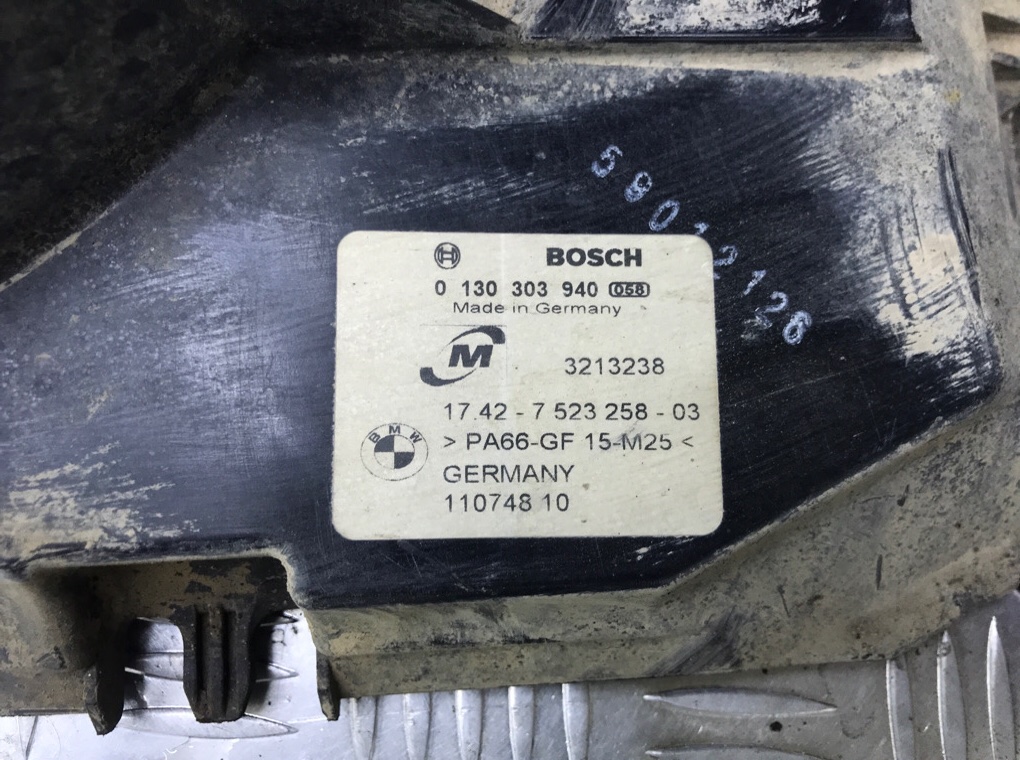 58012126
BOSCH
0 130 303 940 058
Made in Germany
M
3213238
17.42 - 7 523 258 - 03
BMW
> PA66-GF 15-M25 <
GERMANY
110748 10